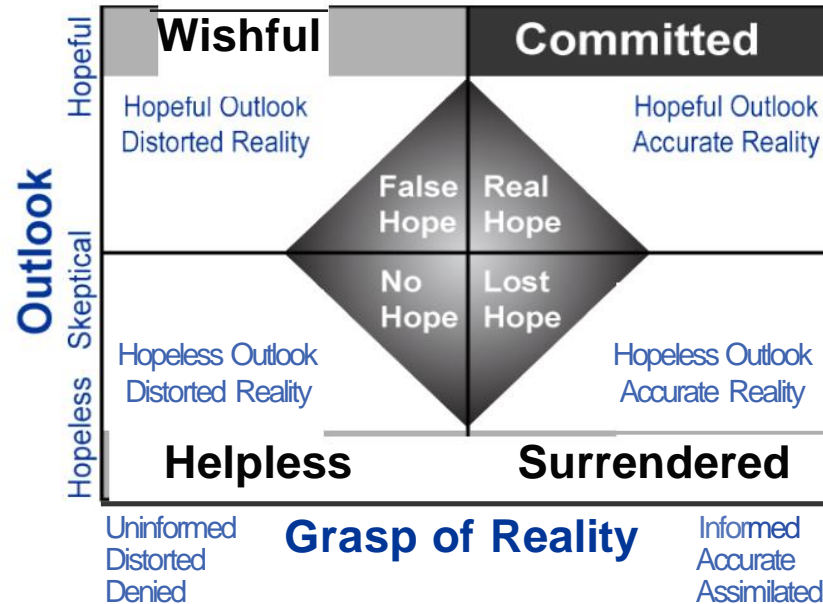 Wishful
Committed
Hopeful Outlook
Distorted Reality
Hopeful Outlook
Accurate Reality
False
Hope
Real
Hope
No
Hope
Lost
Hope
Hopeless Outlook
Distorted Reality
Hopeless Outlook
Accurate Reality
Helpless
Surrendered
Outlook
Hopeful
Skeptical
Hopeless
Uninformed
Distorted
Denied
Grasp of Reality
Informed
Accurate
Assimilated